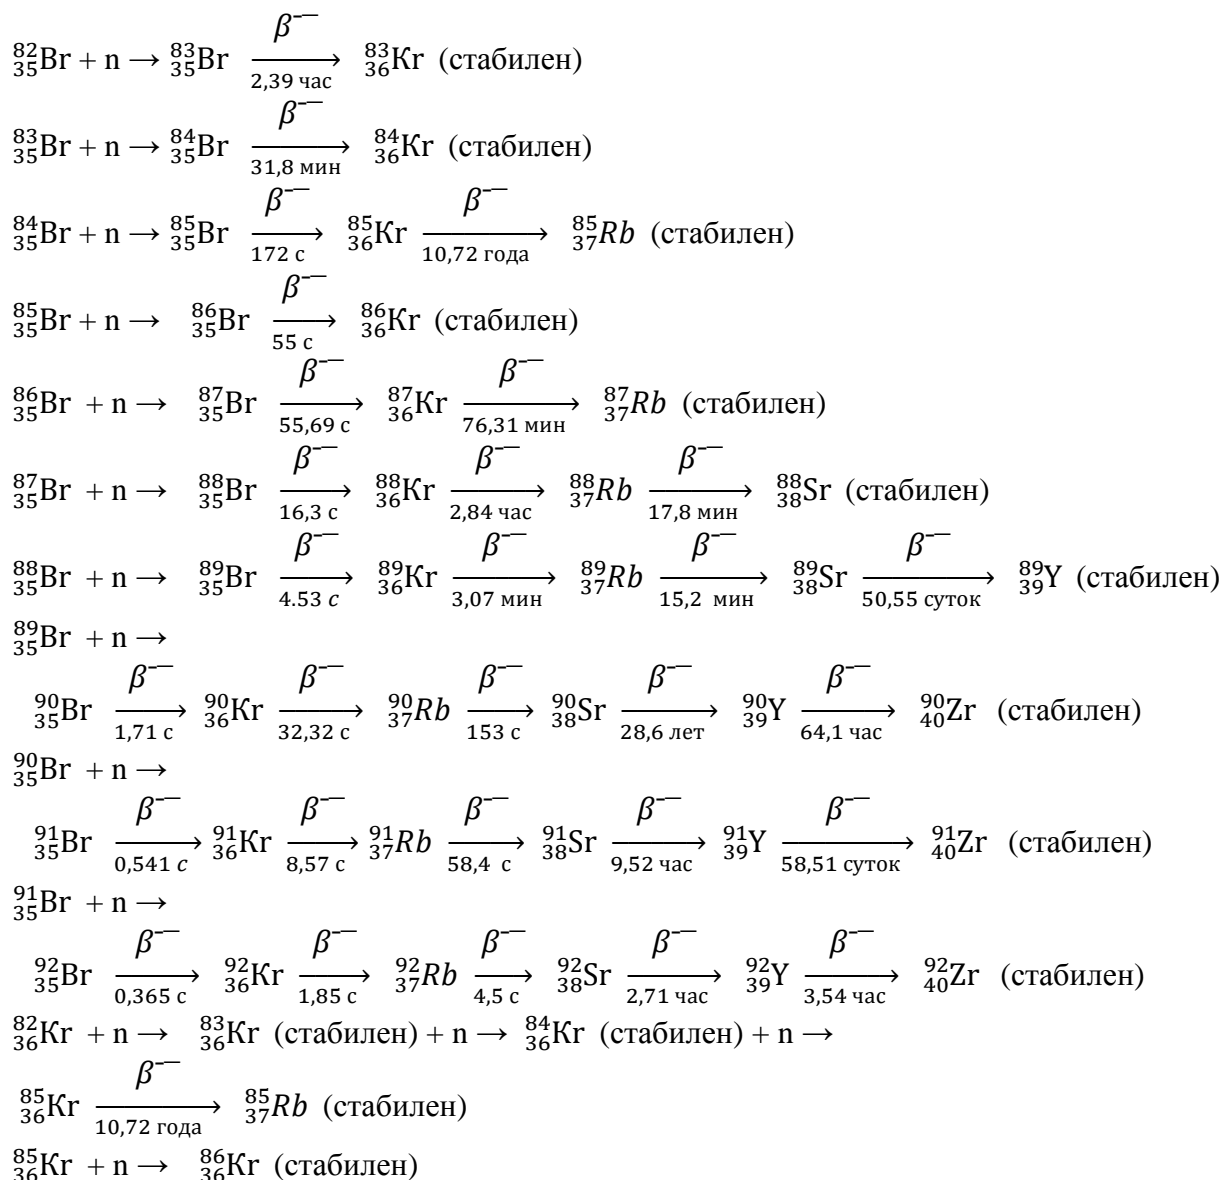 ⁸²₃₅Br + n → ⁸³₃₅Br —β⁻ / 2,39 час→ ⁸³₃₆Kr (стабилен)
⁸³₃₅Br + n → ⁸⁴₃₅Br —β⁻ / 31,8 мин→ ⁸⁴₃₆Kr (стабилен)
⁸⁴₃₅Br + n → ⁸⁵₃₅Br —β⁻ / 172 с→ ⁸⁵₃₆Kr —β⁻ / 10,72 года→ ⁸⁵₃₇Rb (стабилен)
⁸⁵₃₅Br + n → ⁸⁶₃₅Br —β⁻ / 55 с→ ⁸⁶₃₆Kr (стабилен)
⁸⁶₃₅Br + n → ⁸⁷₃₅Br —β⁻ / 55,69 с→ ⁸⁷₃₆Kr —β⁻ / 76,31 мин→ ⁸⁷₃₇Rb (стабилен)
⁸⁷₃₅Br + n → ⁸⁸₃₅Br —β⁻ / 16,3 с→ ⁸⁸₃₆Kr —β⁻ / 2,84 час→ ⁸⁸₃₇Rb —β⁻ / 17,8 мин→ ⁸⁸₃₈Sr (стабилен)
⁸⁸₃₅Br + n → ⁸⁹₃₅Br —β⁻ / 4.53 с→ ⁸⁹₃₆Kr —β⁻ / 3,07 мин→ ⁸⁹₃₇Rb —β⁻ / 15,2 мин→ ⁸⁹₃₈Sr —β⁻ / 50,55 суток→ ⁸⁹₃₉Y (стабилен)
⁸⁹₃₅Br + n →
⁹⁰₃₅Br —β⁻ / 1,71 с→ ⁹⁰₃₆Kr —β⁻ / 32,32 с→ ⁹⁰₃₇Rb —β⁻ / 153 с→ ⁹⁰₃₈Sr —β⁻ / 28,6 лет→ ⁹⁰₃₉Y —β⁻ / 64,1 час→ ⁹⁰₄₀Zr (стабилен)
⁹⁰₃₅Br + n →
⁹¹₃₅Br —β⁻ / 0,541 с→ ⁹¹₃₆Kr —β⁻ / 8,57 с→ ⁹¹₃₇Rb —β⁻ / 58,4 с→ ⁹¹₃₈Sr —β⁻ / 9,52 час→ ⁹¹₃₉Y —β⁻ / 58,51 суток→ ⁹¹₄₀Zr (стабилен)
⁹¹₃₅Br + n →
⁹²₃₅Br —β⁻ / 0,365 с→ ⁹²₃₆Kr —β⁻ / 1,85 с→ ⁹²₃₇Rb —β⁻ / 4,5 с→ ⁹²₃₈Sr —β⁻ / 2,71 час→ ⁹²₃₉Y —β⁻ / 3,54 час→ ⁹²₄₀Zr (стабилен)
⁸²₃₆Kr + n → ⁸³₃₆Kr (стабилен) + n → ⁸⁴₃₆Kr (стабилен) + n →
⁸⁵₃₆Kr —β⁻ / 10,72 года→ ⁸⁵₃₇Rb (стабилен)
⁸⁵₃₆Kr + n → ⁸⁶₃₆Kr (стабилен)